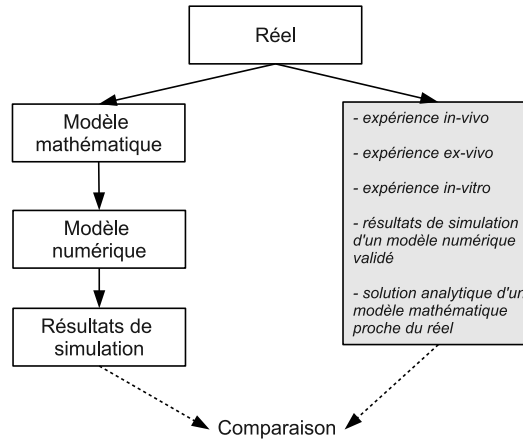 Réel
Modèle
mathématique
Modèle
numérique
Résultats de
simulation
- expérience in-vivo
- expérience ex-vivo
- expérience in-vitro
- résultats de simulation
d'un modèle numérique
validé
- solution analytique d'un
modèle mathématique
proche du réel
Comparaison